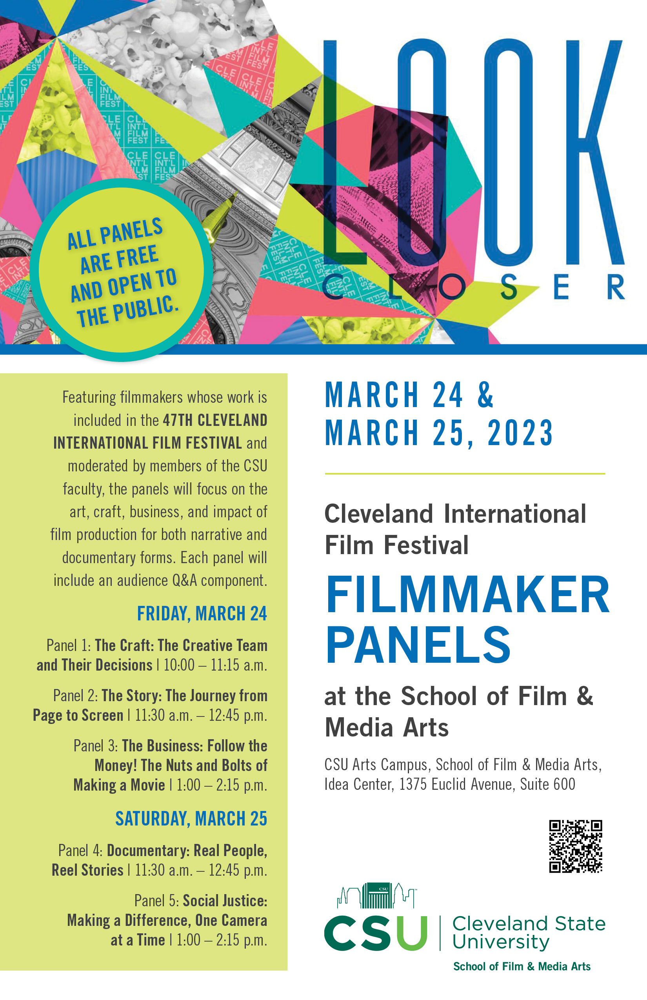 LOOK
CLOSER
ALL PANELS
ARE FREE
AND OPEN TO
THE PUBLIC.
CLE
INT'L
FILM
FEST
Featuring filmmakers whose work is
included in the 47TH CLEVELAND
INTERNATIONAL FILM FESTIVAL and
moderated by members of the CSU
faculty, the panels will focus on the
art, craft, business, and impact of
film production for both narrative and
documentary forms. Each panel will
include an audience Q&A component.
FRIDAY, MARCH 24
Panel 1: The Craft: The Creative Team
and Their Decisions | 10:00 – 11:15 a.m.
Panel 2: The Story: The Journey from
Page to Screen | 11:30 a.m. – 12:45 p.m.
Panel 3: The Business: Follow the
Money! The Nuts and Bolts of
Making a Movie | 1:00 – 2:15 p.m.
SATURDAY, MARCH 25
Panel 4: Documentary: Real People,
Reel Stories | 11:30 a.m. – 12:45 p.m.
Panel 5: Social Justice:
Making a Difference, One Camera
at a Time | 1:00 – 2:15 p.m.
MARCH 24 &
MARCH 25, 2023
Cleveland International
Film Festival
FILMMAKER
PANELS
at the School of Film &
Media Arts
CSU Arts Campus, School of Film & Media Arts,
Idea Center, 1375 Euclid Avenue, Suite 600
CSU
™
CSU
Cleveland State
University
School of Film & Media Arts